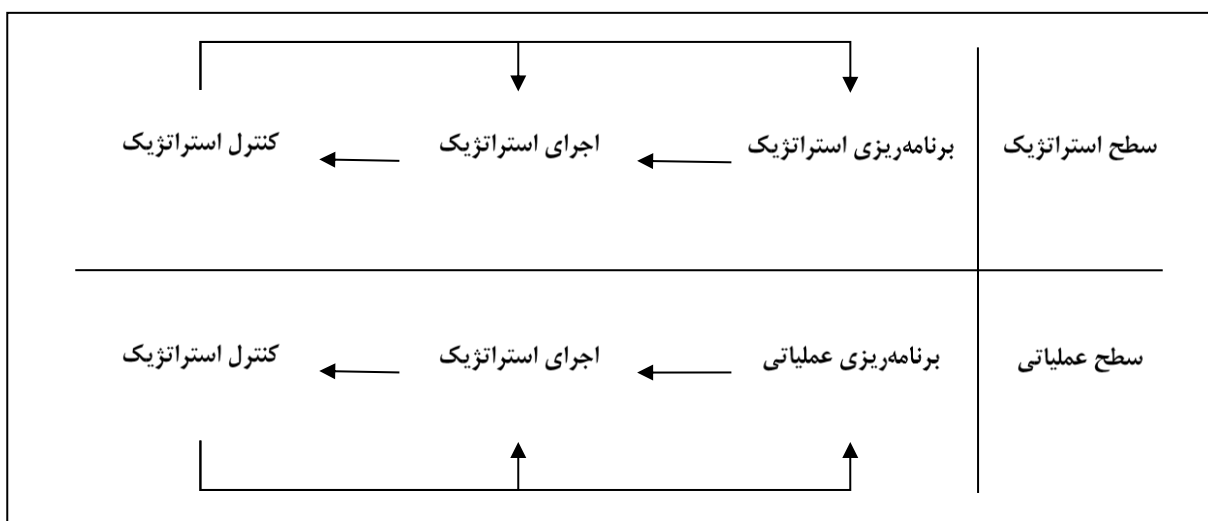 سطح استراتژیک
برنامه‌ریزی استراتژیک
اجرای استراتژیک
کنترل استراتژیک
سطح عملیاتی
برنامه‌ریزی عملیاتی
اجرای استراتژیک
کنترل استراتژیک